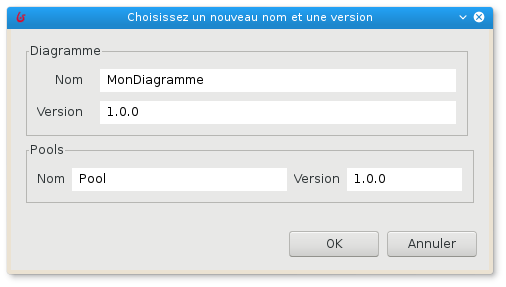 Choisissez un nouveau nom et une version
Diagramme
Nom MonDiagramme
Version 1.0.0
Pools
Nom Pool Version 1.0.0
OK Annuler